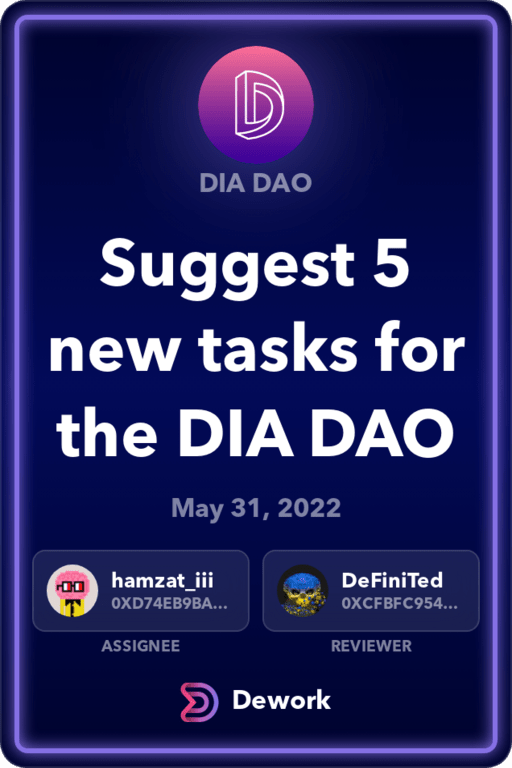 DIA DAO
Suggest 5
new tasks for
the DIA DAO
May 31, 2022
hamzat_iii
0XD74EB9BA...
ASSIGNEE
DeFiniTed
0XCFBFC954...
REVIEWER
Dework